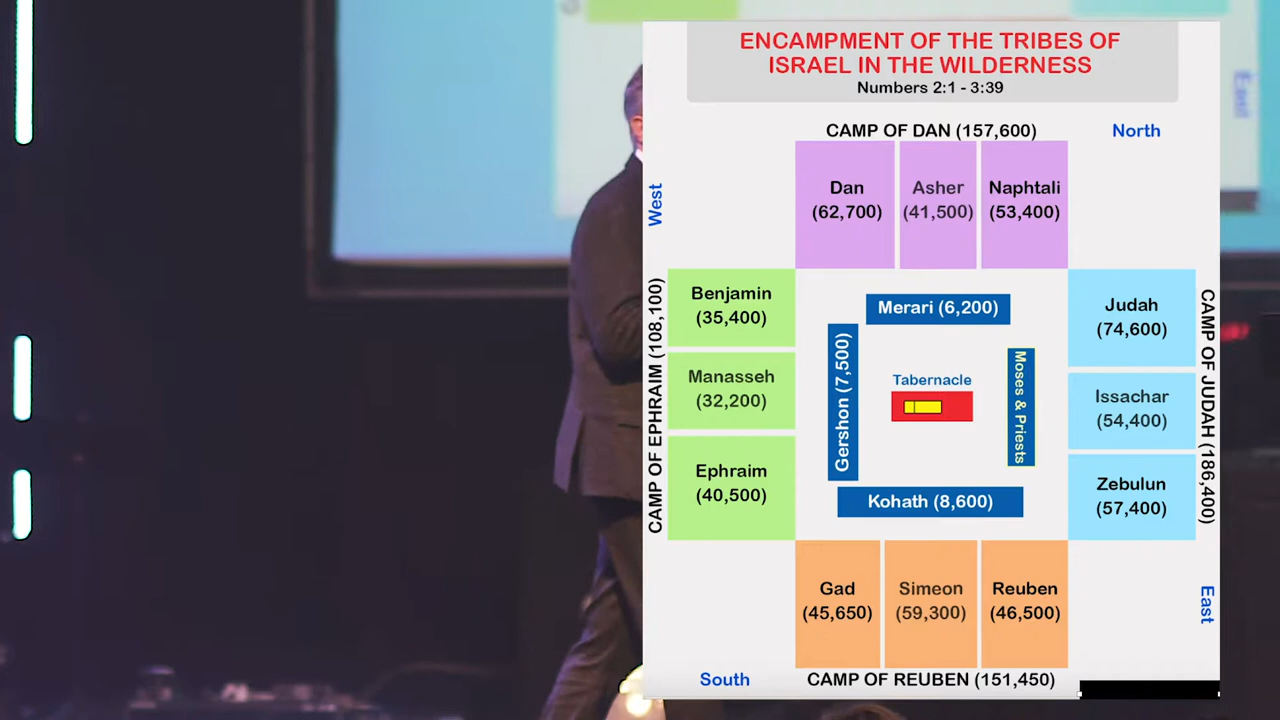 ENCAMPMENT OF THE TRIBES OF
ISRAEL IN THE WILDERNESS
Numbers 2:1 - 3:39
CAMP OF DAN (157,600)
North
West
Dan
(62,700)
Asher
(41,500)
Naphtali
(53,400)
CAMP OF EPHRAIM (108,100)
Benjamin
(35,400)
Manasseh
(32,200)
Ephraim
(40,500)
Merari (6,200)
Gershon (7,500)
Tabernacle
Moses & Priests
Kohath (8,600)
Judah
(74,600)
Issachar
(54,400)
Zebulun
(57,400)
CAMP OF JUDAH (186,400)
East
Gad
(45,650)
Simeon
(59,300)
Reuben
(46,500)
South
CAMP OF REUBEN (151,450)
East